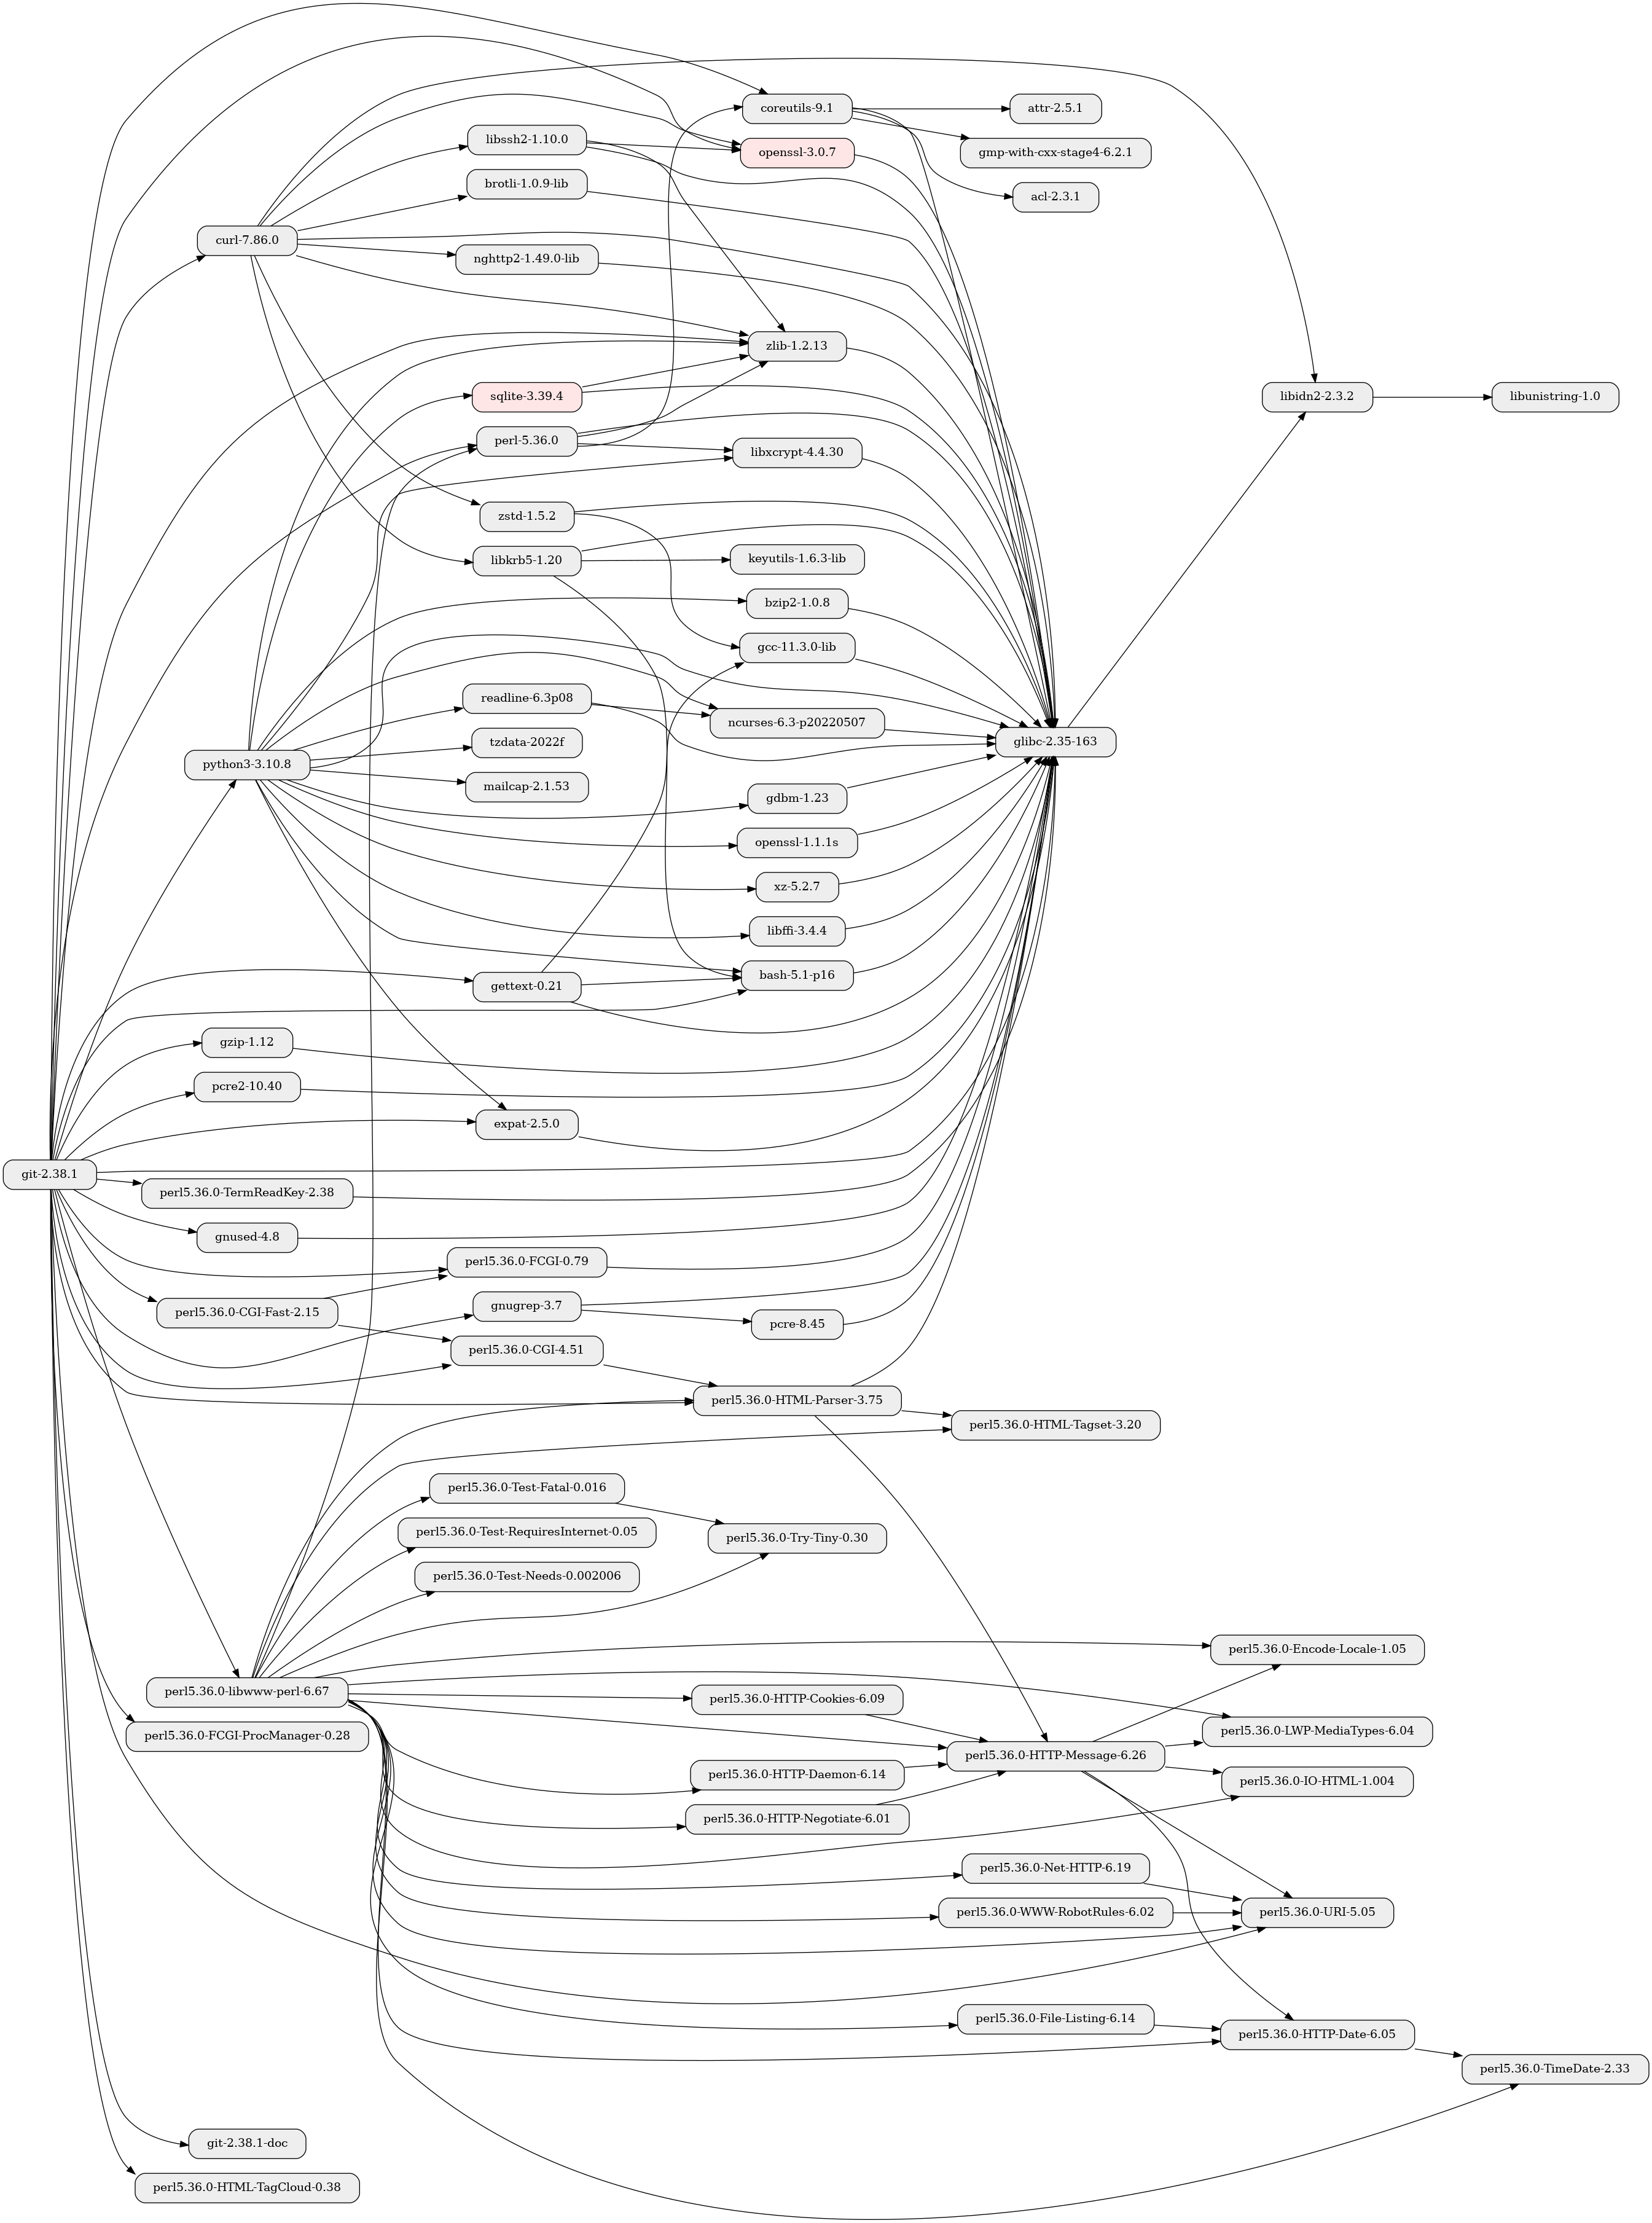 coreutils-9.1
attr-2.5.1
libssh2-1.10.0
openssl-3.0.7
gmp-with-cxx-stage4-6.2.1
brotli-1.0.9-lib
acl-2.3.1
curl-7.86.0
nghttp2-1.49.0-lib
zlib-1.2.13
sqlite-3.39.4
libidn2-2.3.2
libunistring-1.0
perl-5.36.0
libxcrypt-4.4.30
zstd-1.5.2
libkrb5-1.20
keyutils-1.6.3-lib
bzip2-1.0.8
gcc-11.3.0-lib
readline-6.3p08
ncurses-6.3-p20220507
tzdata-2022f
glibc-2.35-163
python3-3.10.8
mailcap-2.1.53
gdbm-1.23
openssl-1.1.1s
xz-5.2.7
libffi-3.4.4
bash-5.1-p16
gettext-0.21
gzip-1.12
pcre2-10.40
expat-2.5.0
git-2.38.1
perl5.36.0-TermReadKey-2.38
gnused-4.8
perl5.36.0-FCGI-0.79
perl5.36.0-CGI-Fast-2.15
gnugrep-3.7
pcre-8.45
perl5.36.0-CGI-4.51
perl5.36.0-HTML-Parser-3.75
perl5.36.0-HTML-Tagset-3.20
perl5.36.0-Test-Fatal-0.016
perl5.36.0-Test-RequiresInternet-0.05
perl5.36.0-Try-Tiny-0.30
perl5.36.0-Test-Needs-0.002006
perl5.36.0-Encode-Locale-1.05
perl5.36.0-libwww-perl-6.67
perl5.36.0-HTTP-Cookies-6.09
perl5.36.0-LWP-MediaTypes-6.04
perl5.36.0-FCGI-ProcManager-0.28
perl5.36.0-HTTP-Message-6.26
perl5.36.0-HTTP-Daemon-6.14
perl5.36.0-IO-HTML-1.004
perl5.36.0-HTTP-Negotiate-6.01
perl5.36.0-Net-HTTP-6.19
perl5.36.0-WWW-RobotRules-6.02
perl5.36.0-URI-5.05
perl5.36.0-File-Listing-6.14
perl5.36.0-HTTP-Date-6.05
perl5.36.0-TimeDate-2.33
git-2.38.1-doc
perl5.36.0-HTML-TagCloud-0.38